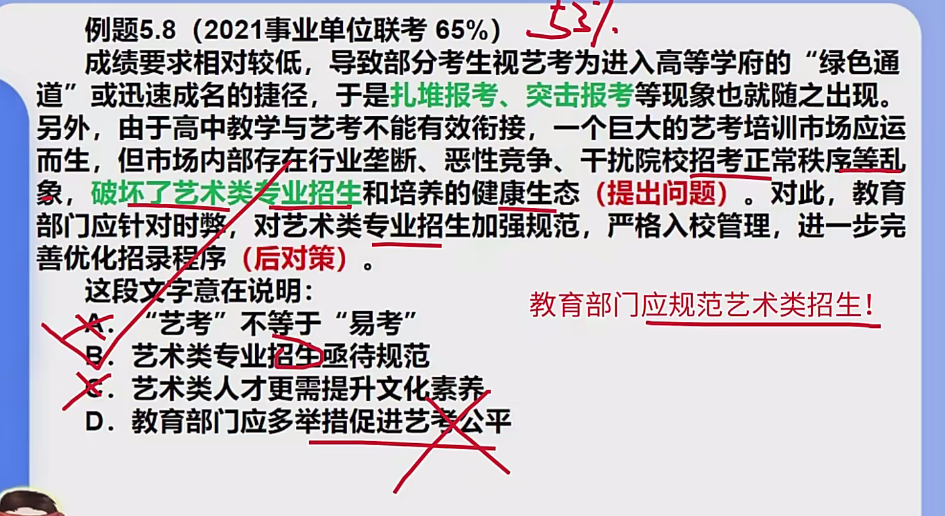 例题5.8（2021事业单位联考 65%） 53%
成绩要求相对较低，导致部分考生视艺考为进入高等学府的“绿色通
道”或迅速成名的捷径，于是扎堆报考、突击报考等现象也就随之出现。
另外，由于高中教学与艺考不能有效衔接，一个巨大的艺考培训市场应运
而生，但市场内部存在行业垄断、恶性竞争、干扰院校招考正常秩序等乱
象，破坏了艺术类专业招生和培养的健康生态（提出问题）。对此，教育
部门应针对时弊，对艺术类专业招生加强规范，严格入校管理，进一步完
善优化招录程序（后对策）。
这段文字意在说明：
教育部门应规范艺术类招生！
A. “艺考”不等于“易考”
B. 艺术类专业招生亟待规范
C. 艺术类人才更需提升文化素养
D. 教育部门应多举措促进艺考公平